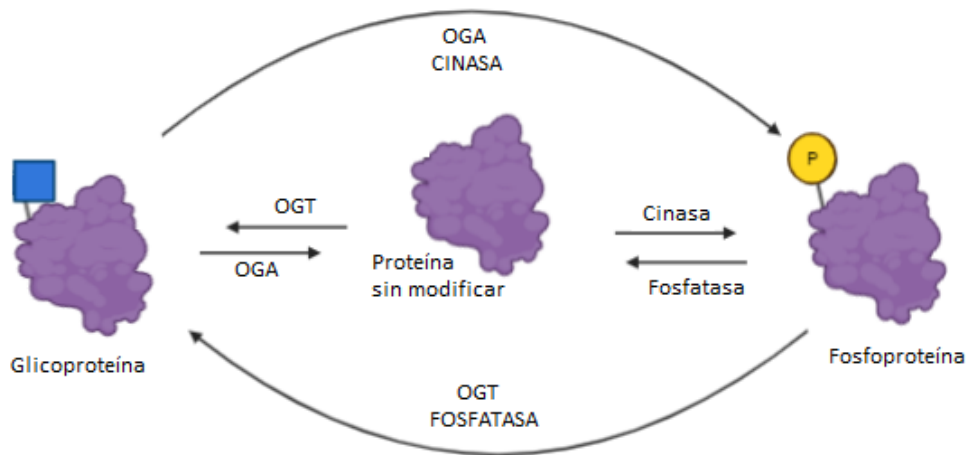 OGA
CINASA
P
OGT
OGA
Proteína
sin modificar
Cinasa
Fosfatasa
Glicoproteína
Fosfoproteína
OGT
FOSFATASA